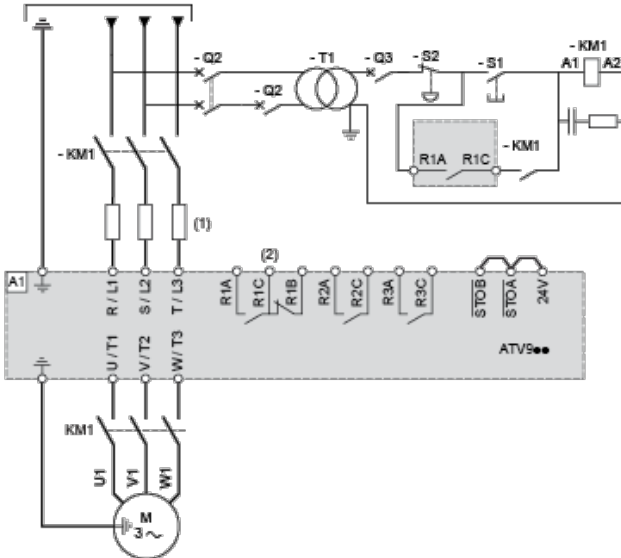 - Q2
- T1
- Q3
- S2
- S1
- KM1
A1
A2
- Q2
- KM1
R1A
R1C
- KM1
(1)
(2)
A1
R / L1
S / L2
T / L3
R1A
R1C
R1B
R2A
R2C
R3A
R3C
STOB
STOA
24V
U / T1
V / T2
W / T3
ATV9●●
KM1
U1
V1
W1
M
3 ~